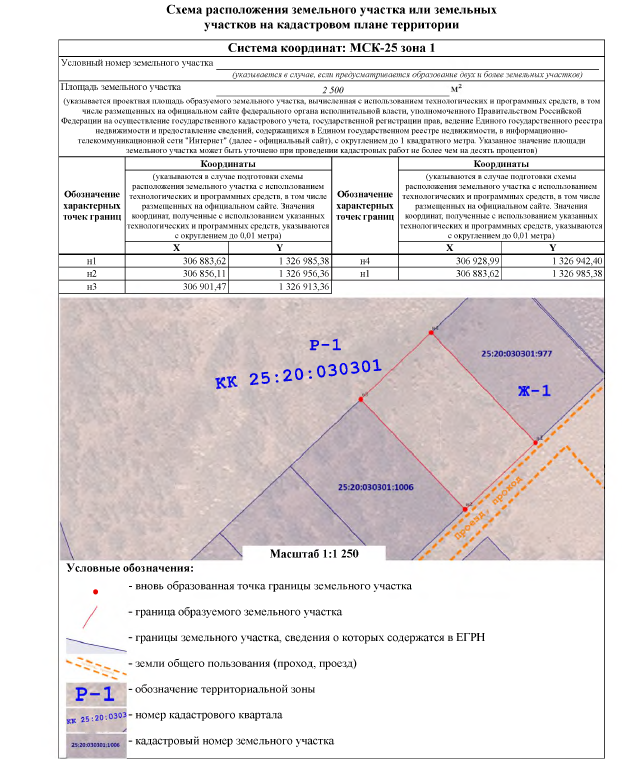 Схема расположения земельного участка или земельных
участков на кадастровом плане территории
Система координат: МСК-25 зона 1
Условный номер земельного участка
(указывается в случае, если предусматривается образование двух и более земельных участков)
Площадь земельного участка 2 500 м²
(указывается проектная площадь образуемого земельного участка, вычисленная с использованием технологических и программных средств, в том
числе размещенных на официальном сайте федерального органа исполнительной власти, уполномоченного Правительством Российской
Федерации на осуществление государственного кадастрового учета, государственной регистрации прав, ведение Единого государственного реестра
недвижимости и предоставление сведений, содержащихся в Едином государственном реестре недвижимости, в информационно-
телекоммуникационной сети "Интернет" (далее - официальный сайт), с округлением до 1 квадратного метра. Указанное значение площади
земельного участка может быть уточнено при проведении кадастровых работ не более чем на десять процентов)
Обозначение
характерных
точек границ
Координаты
(указываются в случае подготовки схемы
расположения земельного участка с использованием
технологических и программных средств, в том числе
размещенных на официальном сайте. Значения
координат, полученные с использованием указанных
технологических и программных средств, указываются
с округлением до 0,01 метра)
X Y
Обозначение
характерных
точек границ
Координаты
(указываются в случае подготовки схемы
расположения земельного участка с использованием
технологических и программных средств, в том числе
размещенных на официальном сайте. Значения
координат, полученные с использованием указанных
технологических и программных средств, указываются
с округлением до 0,01 метра)
X Y
н1 306 883,62 1 326 985,38 н4 306 928,99 1 326 942,40
н2 306 856,11 1 326 956,36 н1 306 883,62 1 326 985,38
н3 306 901,47 1 326 913,36
Р-1
КК 25:20:030301
25:20:030301:977
Ж-1
25:20:030301:1006
Проезд, проход
Масштаб 1:1 250
Условные обозначения:
- вновь образованная точка границы земельного участка
- граница образуемого земельного участка
- границы земельного участка, сведения о которых содержатся в ЕГРН
- земли общего пользования (проход, проезд)
Р-1 - обозначение территориальной зоны
КК 25:20:0303 - номер кадастрового квартала
25:20:030301:1006 - кадастровый номер земельного участка